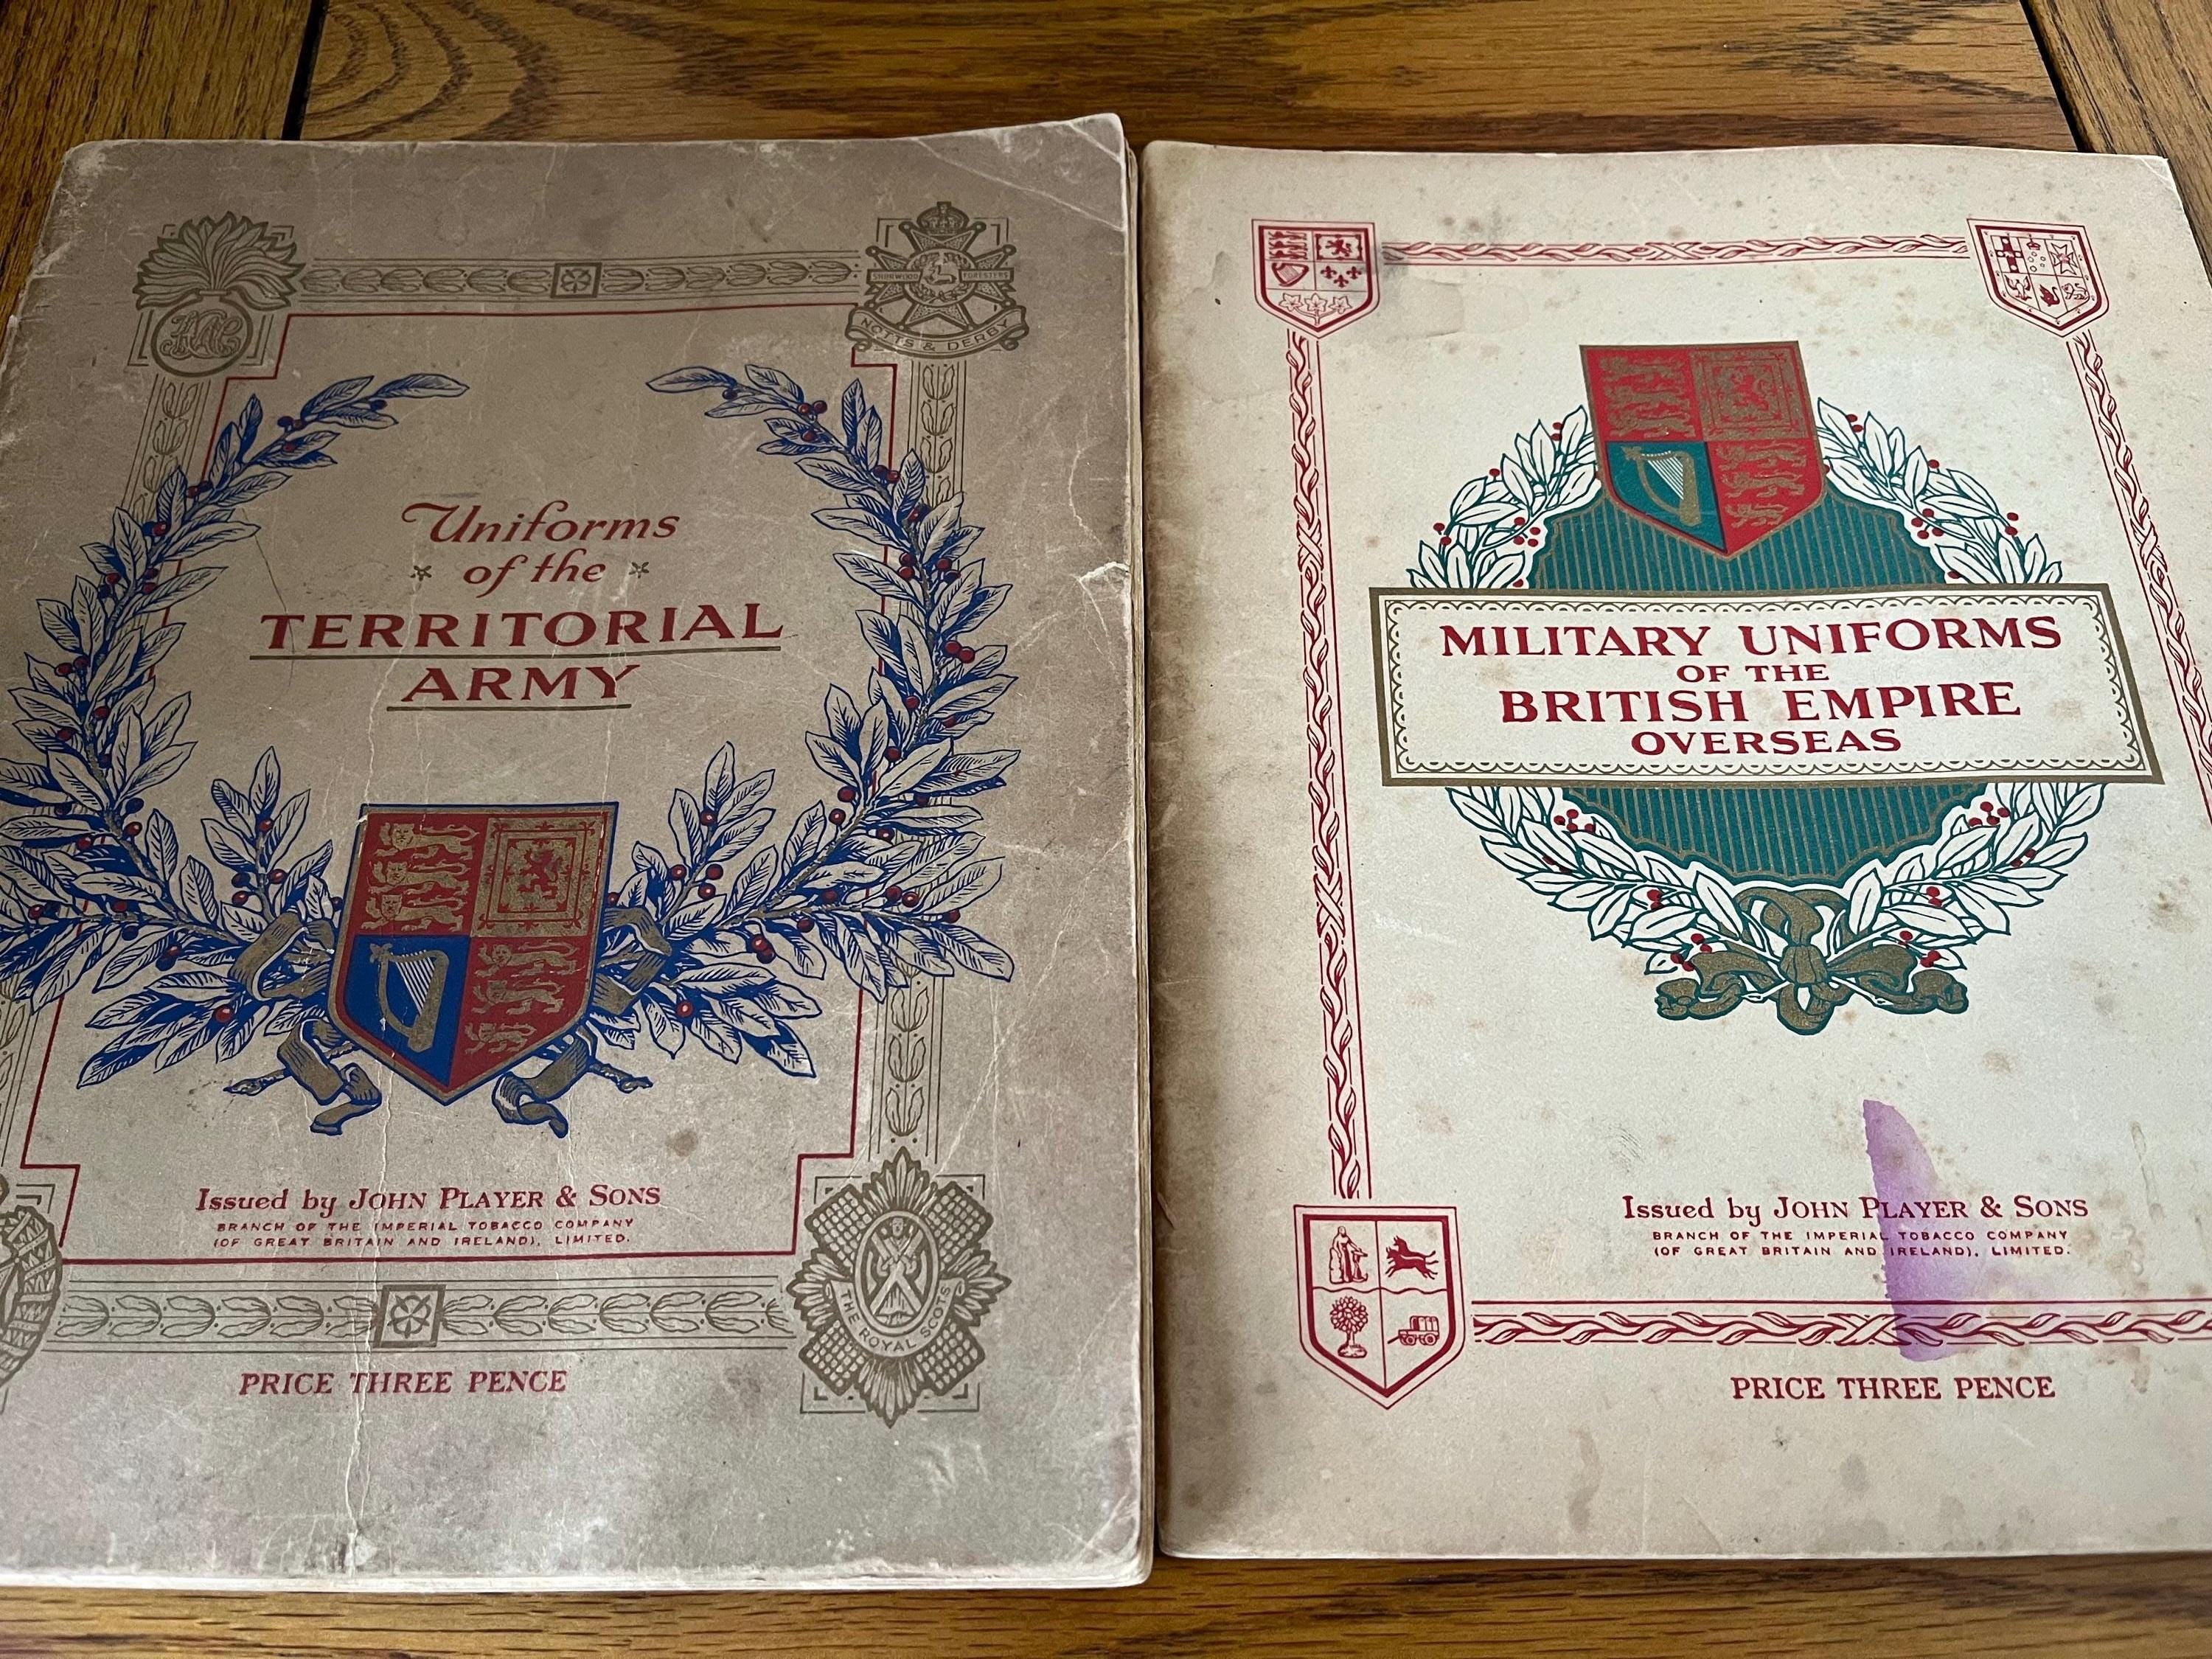 HAC
SHERWOOD FORESTERS
NOTTS & DERBY
Uniforms
of the
TERRITORIAL
ARMY
Issued by JOHN PLAYER & SONS
BRANCH OF THE IMPERIAL TOBACCO COMPANY
(OF GREAT BRITAIN AND IRELAND), LIMITED.
THE ROYAL SCOTS
PRICE THREE PENCE
MILITARY UNIFORMS
OF THE
BRITISH EMPIRE
OVERSEAS
Issued by JOHN PLAYER & SONS
BRANCH OF THE IMPERIAL TOBACCO COMPANY
(OF GREAT BRITAIN AND IRELAND), LIMITED.
PRICE THREE PENCE